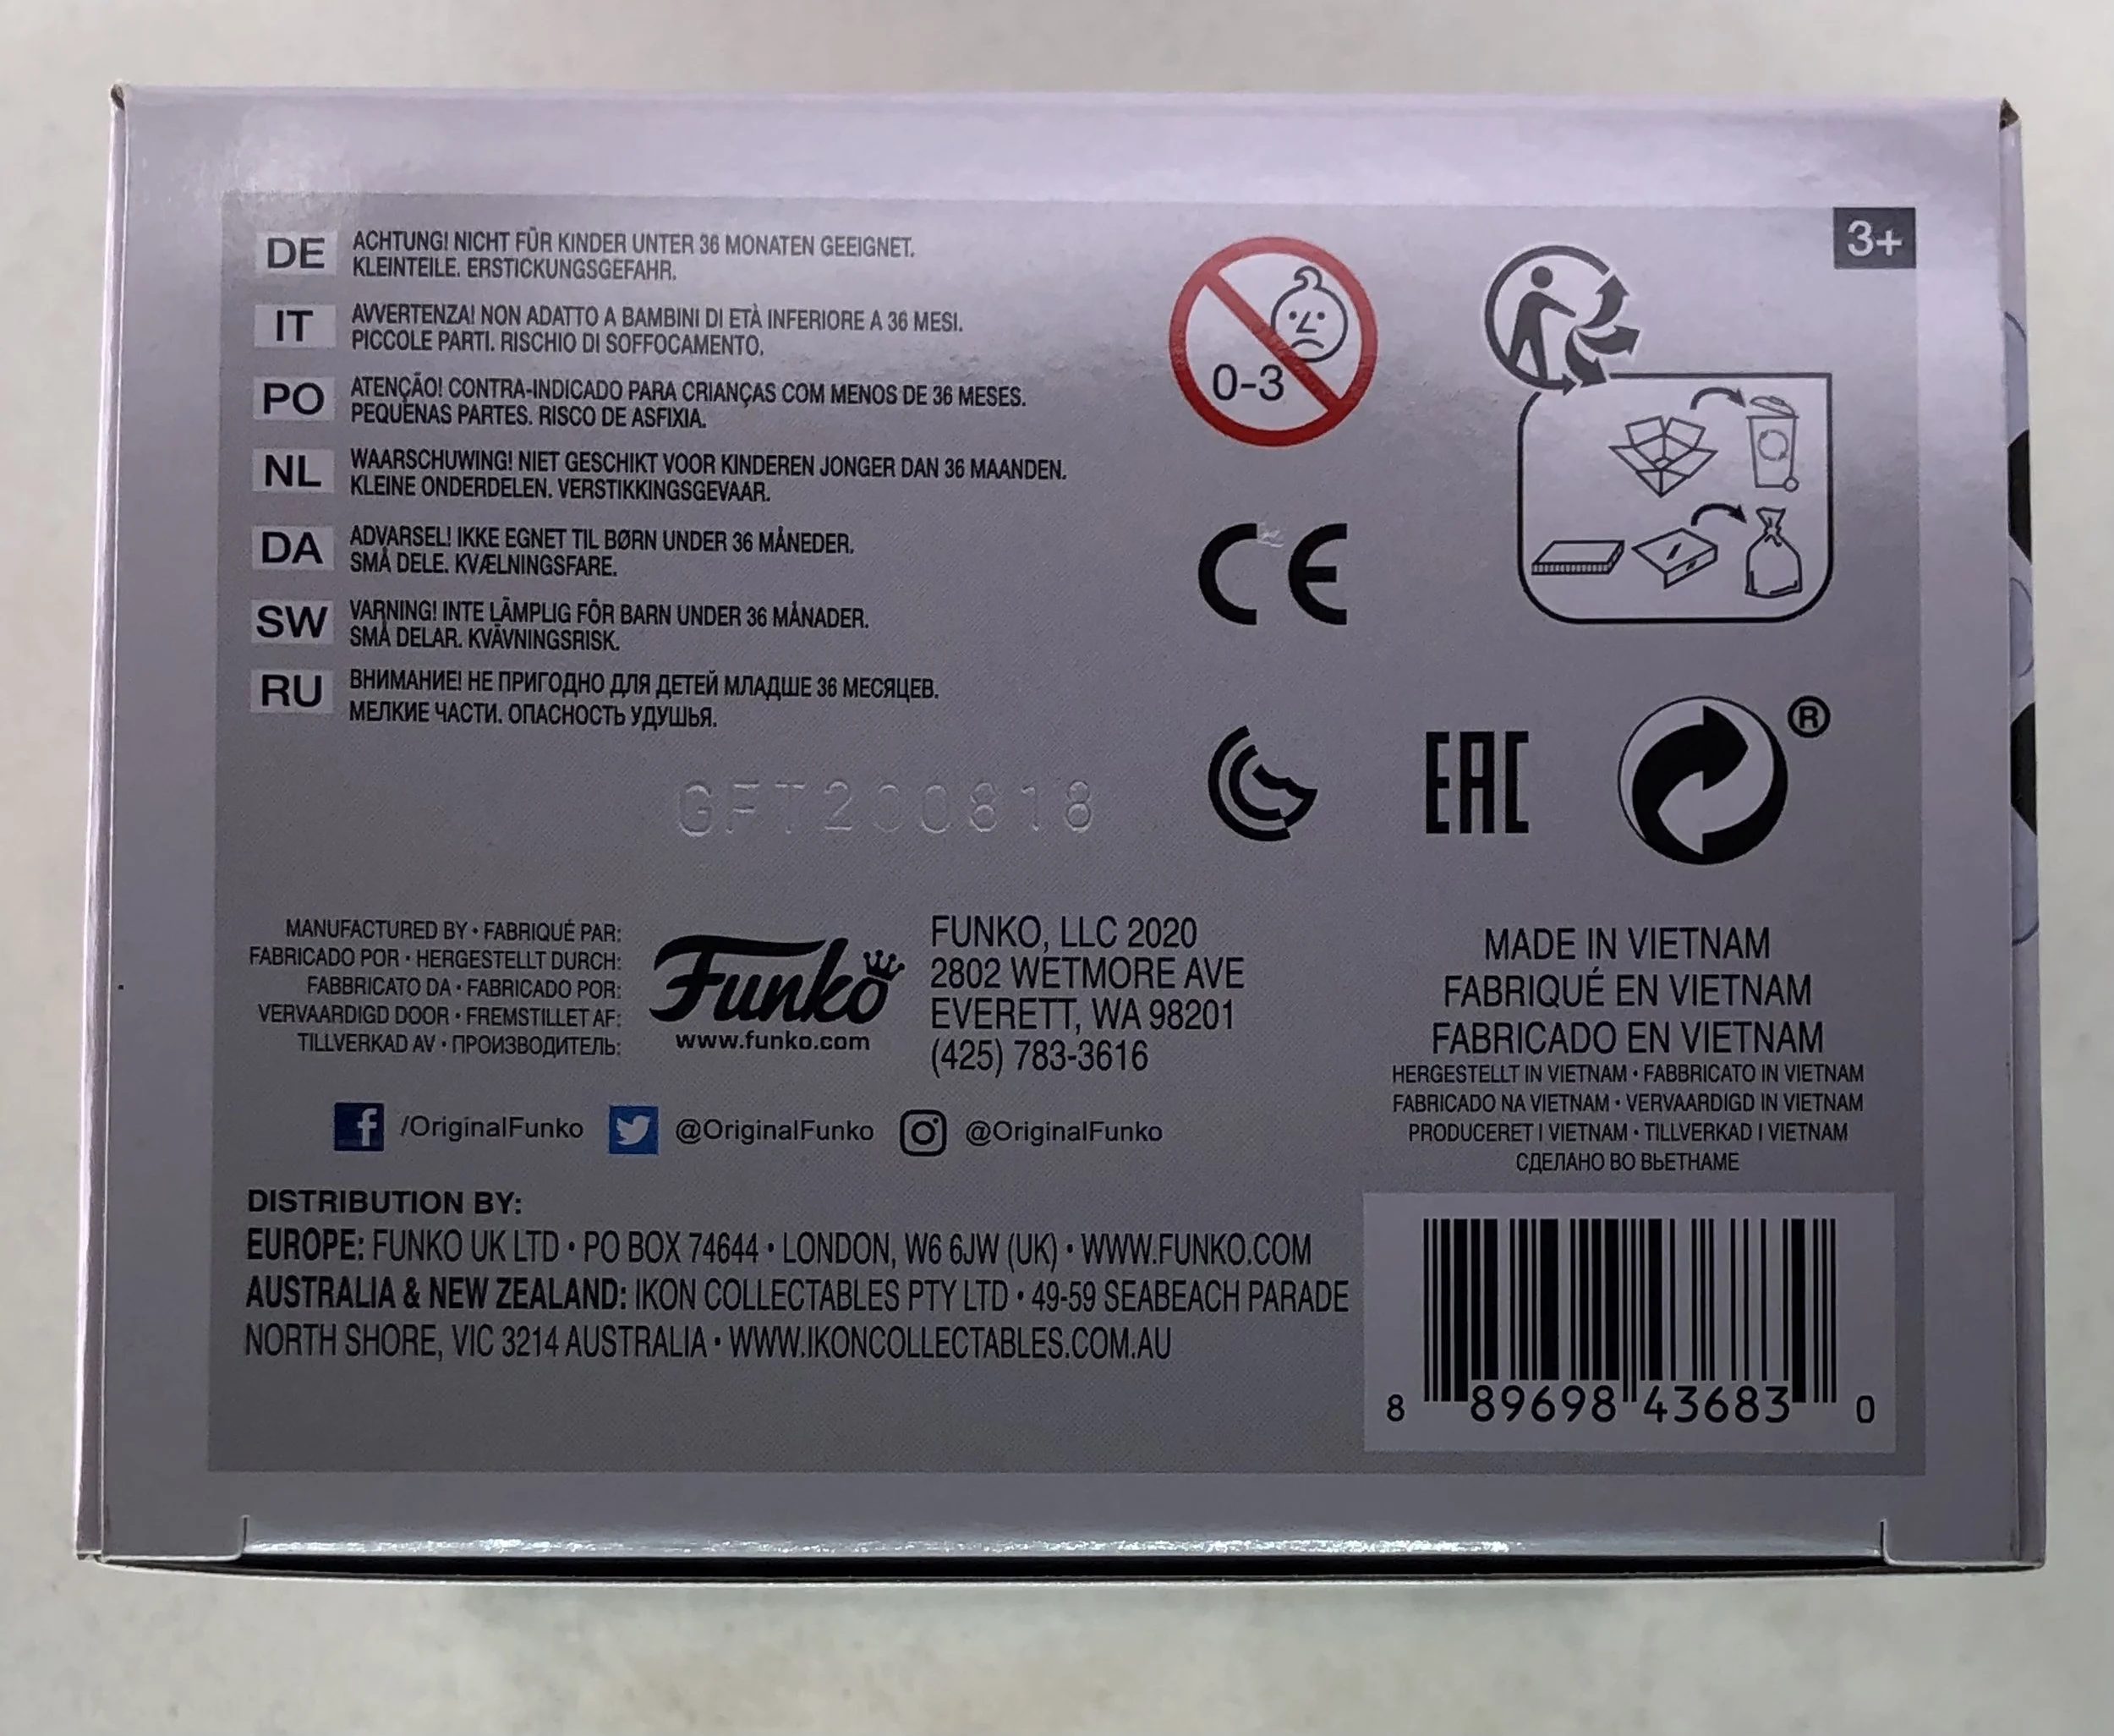 3+
DE
ACHTUNG! NICHT FÜR KINDER UNTER 36 MONATEN GEEIGNET.
KLEINTEILE. ERSTICKUNGSGEFAHR.
IT
AVVERTENZA! NON ADATTO A BAMBINI DI ETÀ INFERIORE A 36 MESI.
PICCOLE PARTI. RISCHIO DI SOFFOCAMENTO.
PO
ATENÇÃO! CONTRA-INDICADO PARA CRIANÇAS COM MENOS DE 36 MESES.
PEQUENAS PARTES. RISCO DE ASFIXIA.
NL
WAARSCHUWING! NIET GESCHIKT VOOR KINDEREN JONGER DAN 36 MAANDEN.
KLEINE ONDERDELEN. VERSTIKKINGSGEVAAR.
DA
ADVARSEL! IKKE EGNET TIL BØRN UNDER 36 MÅNEDER.
SMÅ DELE. KVÆLNINGSFARE.
SW
VARNING! INTE LÄMPLIG FÖR BARN UNDER 36 MÅNADER.
SMÅ DELAR. KVÄVNINGSRISK.
RU
ВНИМАНИЕ! НЕ ПРИГОДНО ДЛЯ ДЕТЕЙ МЛАДШЕ 36 МЕСЯЦЕВ.
МЕЛКИЕ ЧАСТИ. ОПАСНОСТЬ УДУШЬЯ.
0-3
CE
EAC
®
GFT200818
MANUFACTURED BY • FABRIQUÉ PAR:
FABRICADO POR • HERGESTELLT DURCH:
FABBRICATO DA • FABRICADO POR:
VERVAARDIGD DOOR • FREMSTILLET AF:
TILLVERKAD AV • ПРОИЗВОДИТЕЛЬ:
Funko
www.funko.com
FUNKO, LLC 2020
2802 WETMORE AVE
EVERETT, WA 98201
(425) 783-3616
MADE IN VIETNAM
FABRIQUÉ EN VIETNAM
FABRICADO EN VIETNAM
HERGESTELLT IN VIETNAM • FABBRICATO IN VIETNAM
FABRICADO NA VIETNAM • VERVAARDIGD IN VIETNAM
PRODUCERET I VIETNAM • TILLVERKAD I VIETNAM
СДЕЛАНО ВО ВЬЕТНАМЕ
f /OriginalFunko @OriginalFunko @OriginalFunko
DISTRIBUTION BY:
EUROPE: FUNKO UK LTD • PO BOX 74644 • LONDON, W6 6JW (UK) • WWW.FUNKO.COM
AUSTRALIA & NEW ZEALAND: IKON COLLECTABLES PTY LTD • 49-59 SEABEACH PARADE
NORTH SHORE, VIC 3214 AUSTRALIA • WWW.IKONCOLLECTABLES.COM.AU
8 89698 43683 0